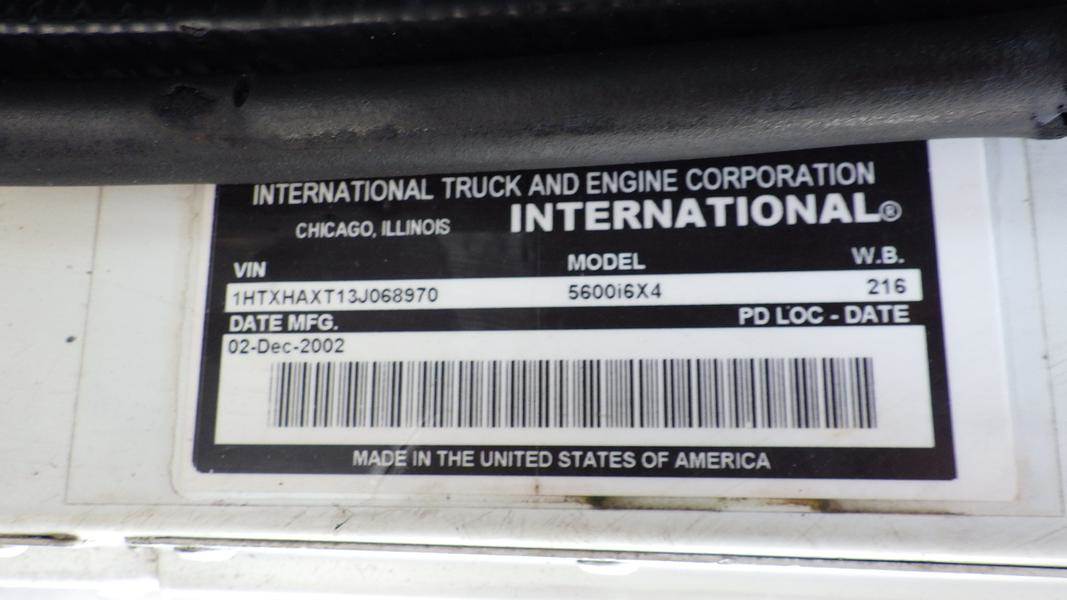 INTERNATIONAL TRUCK AND ENGINE CORPORATION
CHICAGO, ILLINOIS INTERNATIONAL®
VIN MODEL W.B.
1HTXHAXT13J068970 5600i6X4 216
DATE MFG. PD LOC - DATE
02-Dec-2002
MADE IN THE UNITED STATES OF AMERICA